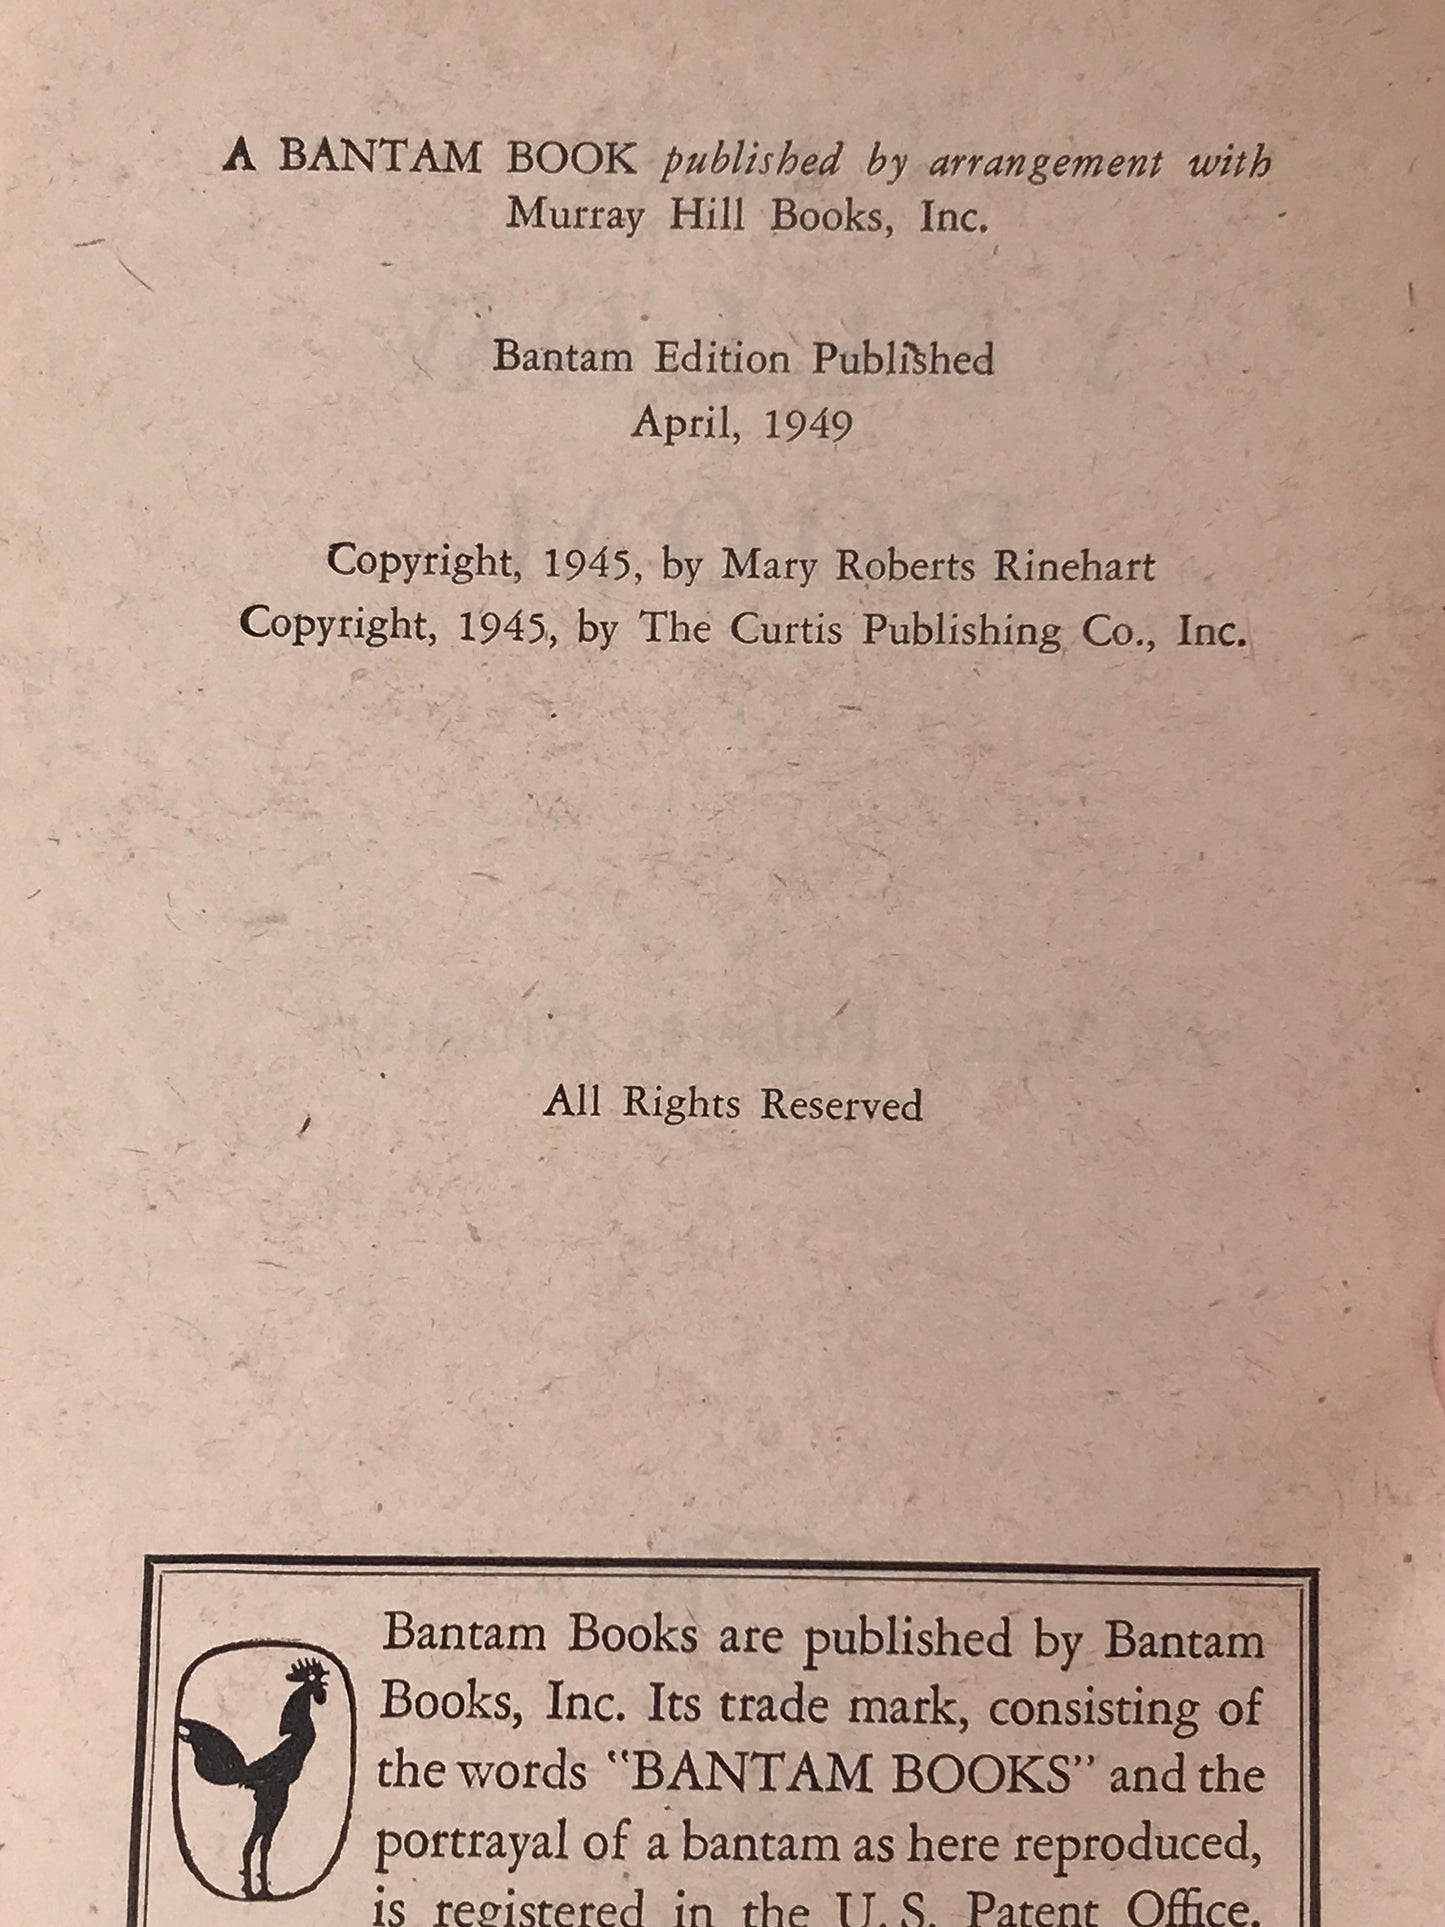 A BANTAM BOOK published by arrangement with
Murray Hill Books, Inc.
Bantam Edition Published
April, 1949
Copyright, 1945, by Mary Roberts Rinehart
Copyright, 1945, by The Curtis Publishing Co., Inc.
All Rights Reserved
Bantam Books are published by Bantam
Books, Inc. Its trade mark, consisting of
the words "BANTAM BOOKS" and the
portrayal of a bantam as here reproduced,
is registered in the U. S. Patent Office.